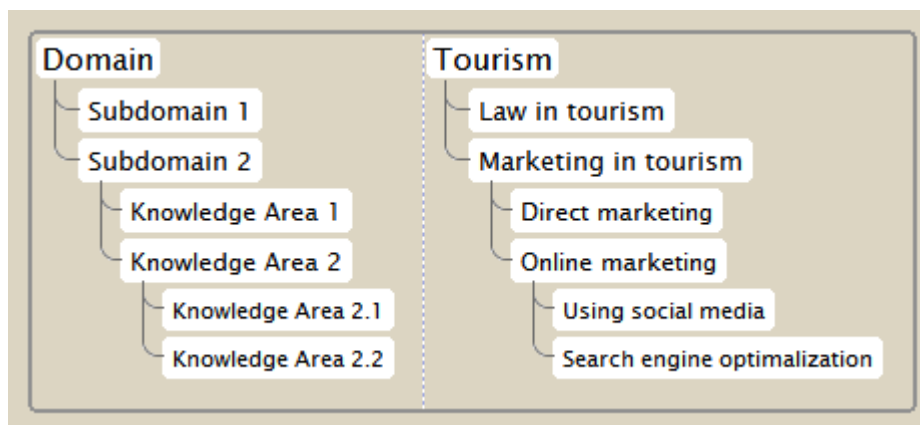 Domain
Subdomain 1
Subdomain 2
Knowledge Area 1
Knowledge Area 2
Knowledge Area 2.1
Knowledge Area 2.2
Tourism
Law in tourism
Marketing in tourism
Direct marketing
Online marketing
Using social media
Search engine optimalization